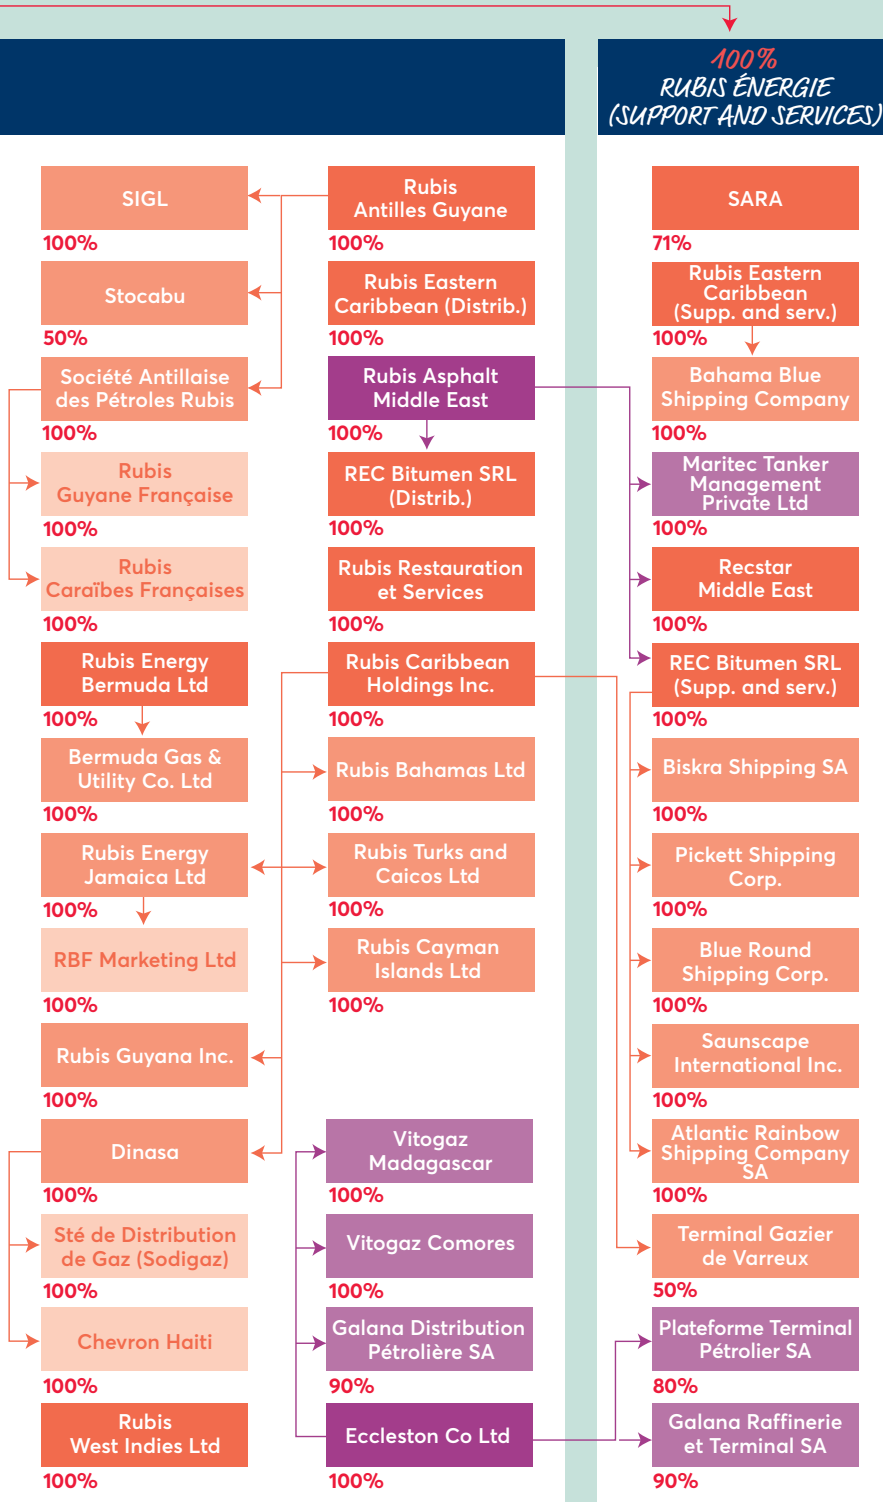 100%
RUBIS ÉNERGIE
(SUPPORT AND SERVICES)
SIGL
100%
Stocabu
50%
Société Antillaise
des Pétroles Rubis
100%
Rubis
Guyane Française
100%
Rubis
Caraïbes Françaises
100%
Rubis Energy
Bermuda Ltd
100%
Bermuda Gas &
Utility Co. Ltd
100%
Rubis Energy
Jamaica Ltd
100%
RBF Marketing Ltd
100%
Rubis Guyana Inc.
100%
Dinasa
100%
Sté de Distribution
de Gaz (Sodigaz)
100%
Chevron Haiti
100%
Rubis
West Indies Ltd
100%
Rubis
Antilles Guyane
100%
Rubis Eastern
Caribbean (Distrib.)
100%
Rubis Asphalt
Middle East
100%
REC Bitumen SRL
(Distrib.)
100%
Rubis Restauration
et Services
100%
Rubis Caribbean
Holdings Inc.
100%
Rubis Bahamas Ltd
100%
Rubis Turks and
Caicos Ltd
100%
Rubis Cayman
Islands Ltd
100%
Vitogaz
Madagascar
100%
Vitogaz Comores
100%
Galana Distribution
Pétrolière SA
90%
Eccleston Co Ltd
100%
SARA
71%
Rubis Eastern
Caribbean
(Supp. and serv.)
100%
Bahama Blue
Shipping Company
100%
Maritec Tanker
Management
Private Ltd
100%
Recstar
Middle East
100%
REC Bitumen SRL
(Supp. and serv.)
100%
Biskra Shipping SA
100%
Pickett Shipping
Corp.
100%
Blue Round
Shipping Corp.
100%
Saunscape
International Inc.
100%
Atlantic Rainbow
Shipping Company
SA
100%
Terminal Gazier
de Varreux
50%
Plateforme Terminal
Pétrolier SA
80%
Galana Raffinerie
et Terminal SA
90%